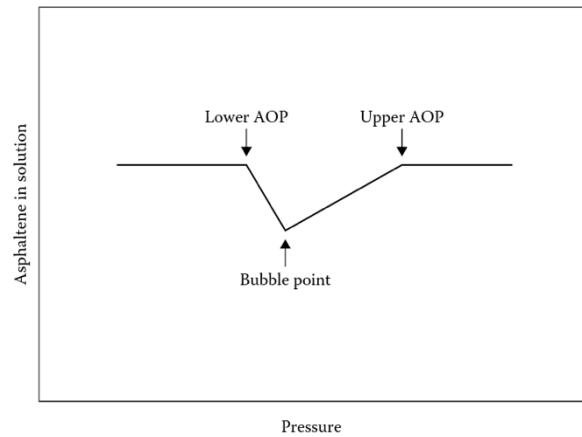 Lower AOP
Upper AOP
Asphaltene in solution
Bubble point
Pressure